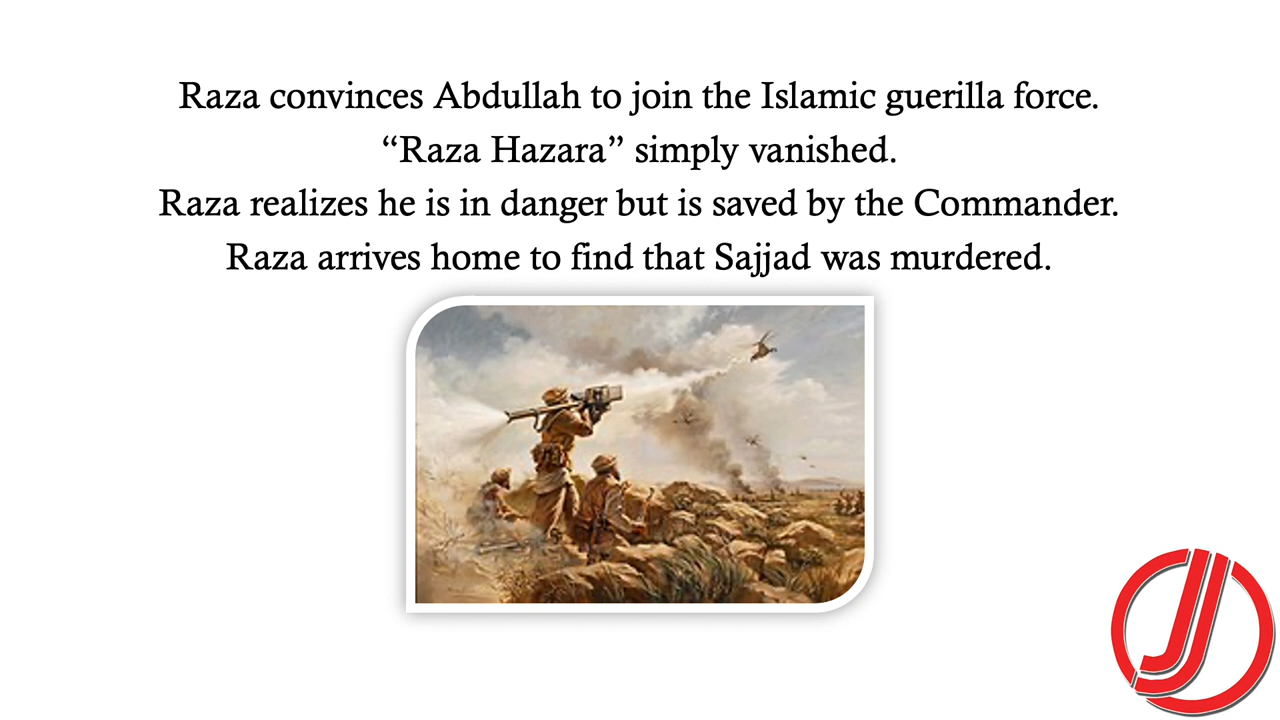 Raza convinces Abdullah to join the Islamic guerilla force.
“Raza Hazara” simply vanished.
Raza realizes he is in danger but is saved by the Commander.
Raza arrives home to find that Sajjad was murdered.